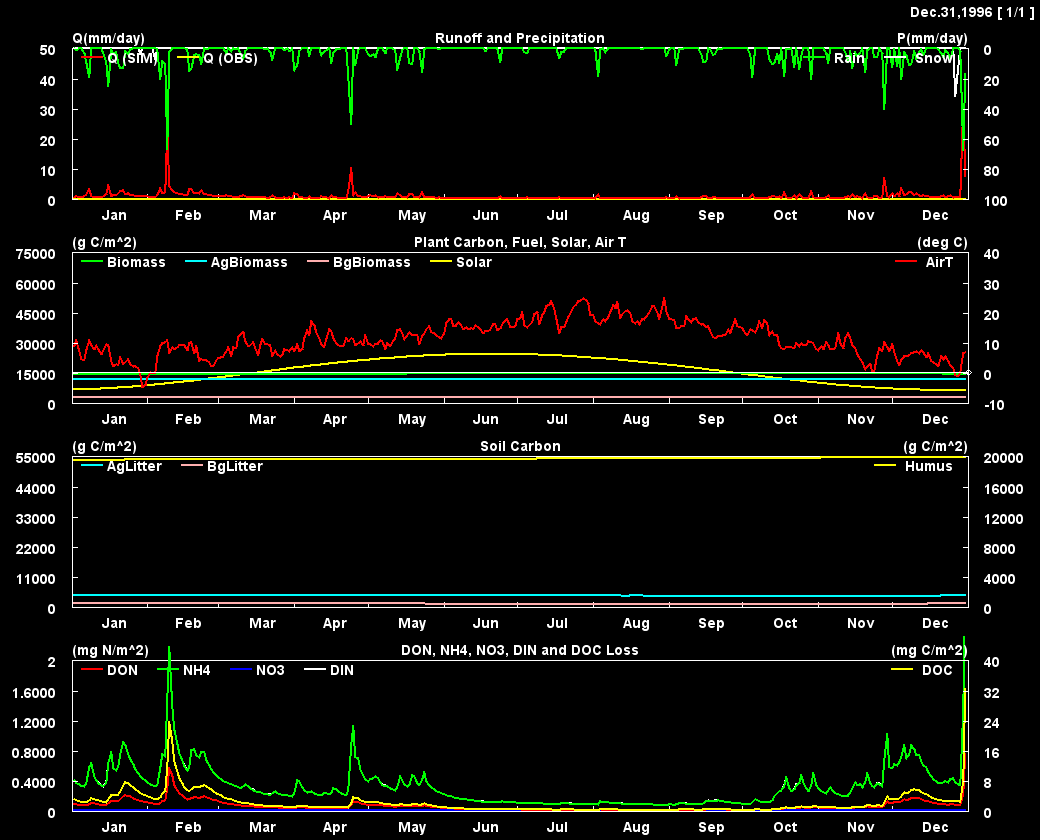 Dec.31,1996 [ 1/1 ]
Q(mm/day) Runoff and Precipitation P(mm/day)
Q (SIM) Q (OBS) Rain Snow
50 0
40 20
30 40
20 60
10 80
0 100
Jan Feb Mar Apr May Jun Jul Aug Sep Oct Nov Dec
(g C/m^2) Plant Carbon, Fuel, Solar, Air T (deg C)
75000 40
Biomass AgBiomass BgBiomass Solar AirT
60000 30
45000 20
30000 10
15000 0
0 -10
Jan Feb Mar Apr May Jun Jul Aug Sep Oct Nov Dec
(g C/m^2) Soil Carbon (g C/m^2)
55000 20000
AgLitter BgLitter Humus
44000 16000
33000 12000
22000 8000
11000 4000
0 0
Jan Feb Mar Apr May Jun Jul Aug Sep Oct Nov Dec
(mg N/m^2) DON, NH4, NO3, DIN and DOC Loss (mg C/m^2)
2 40
DON NH4 NO3 DIN DOC
1.6000 32
1.2000 24
0.8000 16
0.4000 8
0 0
Jan Feb Mar Apr May Jun Jul Aug Sep Oct Nov Dec